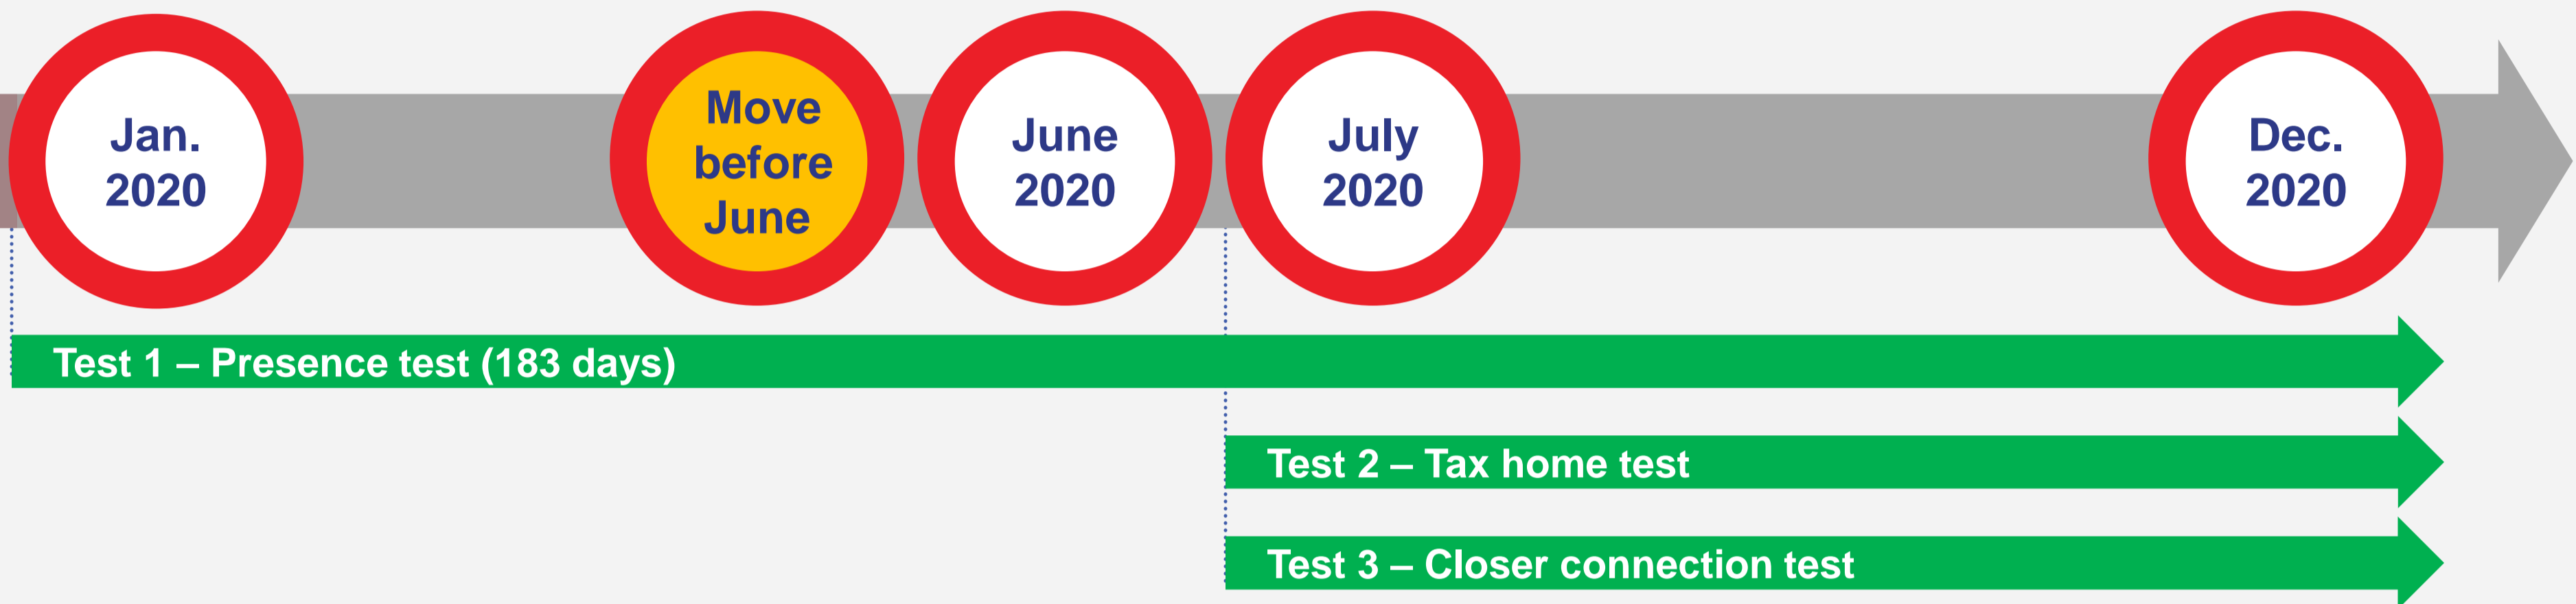 Jan.
2020
Move
before
June
June
2020
July
2020
Dec.
2020
Test 1 – Presence test (183 days)
Test 2 – Tax home test
Test 3 – Closer connection test